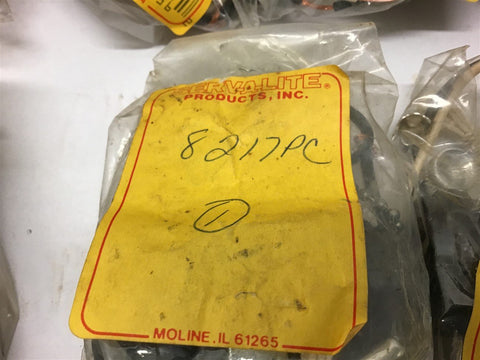 SERV-A-LITE®
PRODUCTS, INC.
8217PC
1
MOLINE, IL 61265